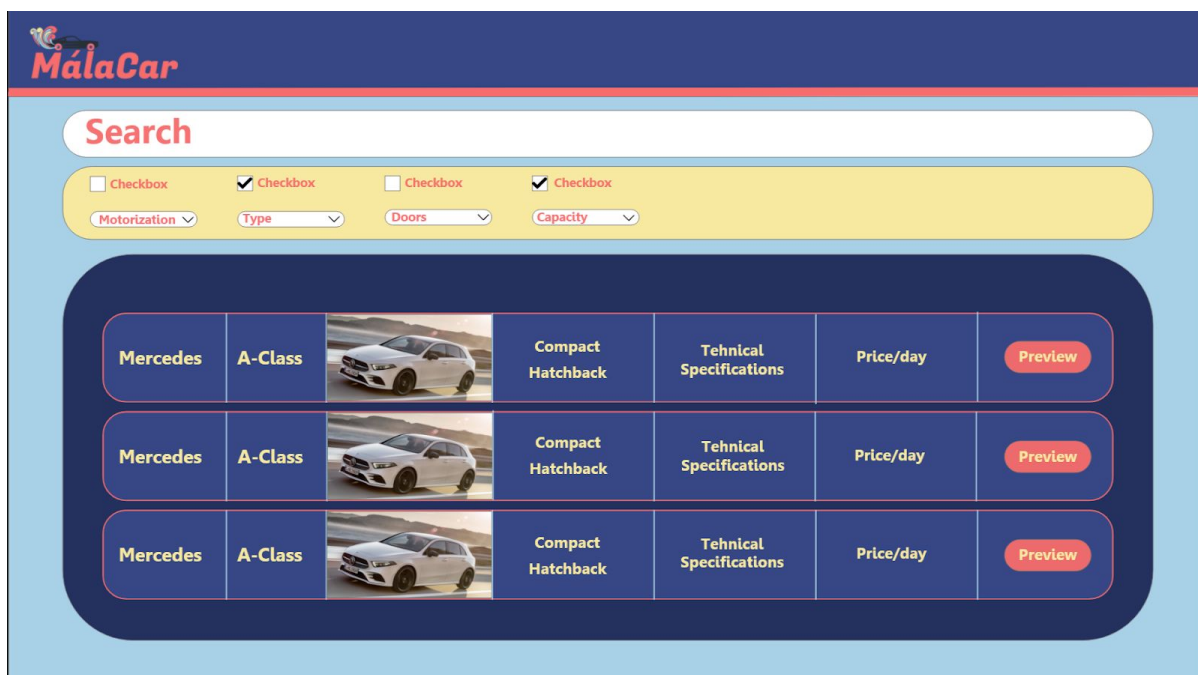 MálaCar
Search
Checkbox Checkbox Checkbox Checkbox
Motorization Type Doors Capacity
Mercedes A-Class Compact Hatchback Tehnical Specifications Price/day Preview
Mercedes A-Class Compact Hatchback Tehnical Specifications Price/day Preview
Mercedes A-Class Compact Hatchback Tehnical Specifications Price/day Preview